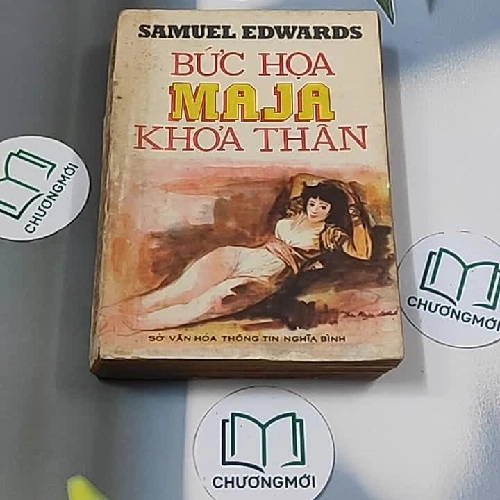 SAMUEL EDWARDS
BỨC HỌA
MAJA
KHỎA THÂN
SỞ VĂN HÓA THÔNG TIN NGHĨA BÌNH
CHƯƠNGMỚI
CHƯƠNGMỚI
CHƯƠNGMỚI